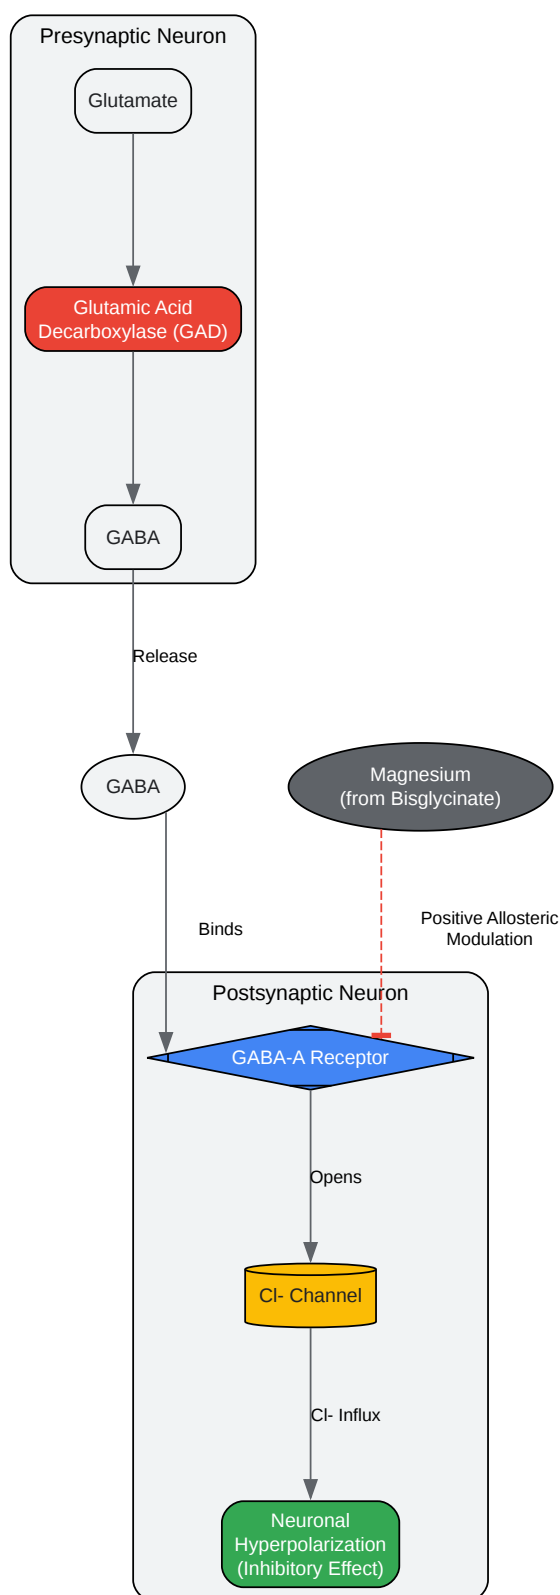 Presynaptic Neuron
Glutamate
Glutamic Acid
Decarboxylase (GAD)
GABA
Release
GABA
Magnesium
(from Bisglycinate)
Binds
Positive Allosteric
Modulation
Postsynaptic Neuron
GABA-A Receptor
Opens
Cl- Channel
Cl- Influx
Neuronal
Hyperpolarization
(Inhibitory Effect)